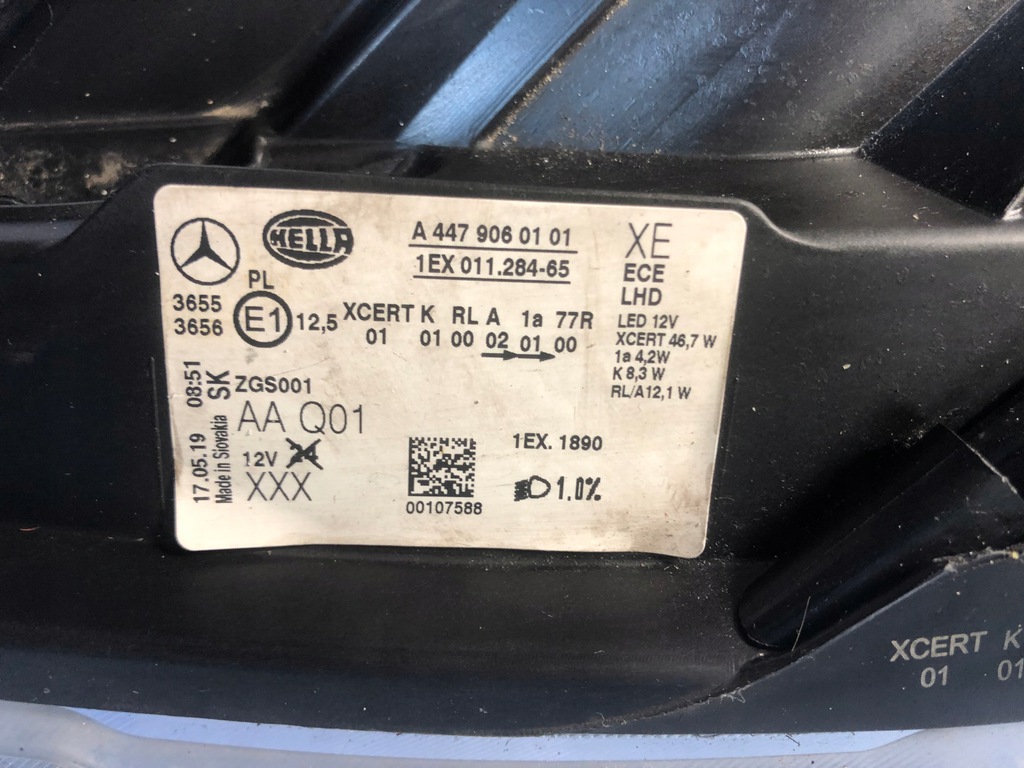 HELLA
A 447 906 01 01
1EX 011.284-65
XE
ECE
LHD
LED 12V
XCERT 46,7 W
1a 4,2W
K 8,3 W
RL/A12,1 W
PL
3655
3656
E1
12,5
XCERT K RL A 1a 77R
01 01 00 02 01 00
17.05.19 08:51
Made in Slovakia SK
ZGS001
AA Q01
12V 24
XXX
00107588
1EX. 1890
1.0%
XCERT K
01 01